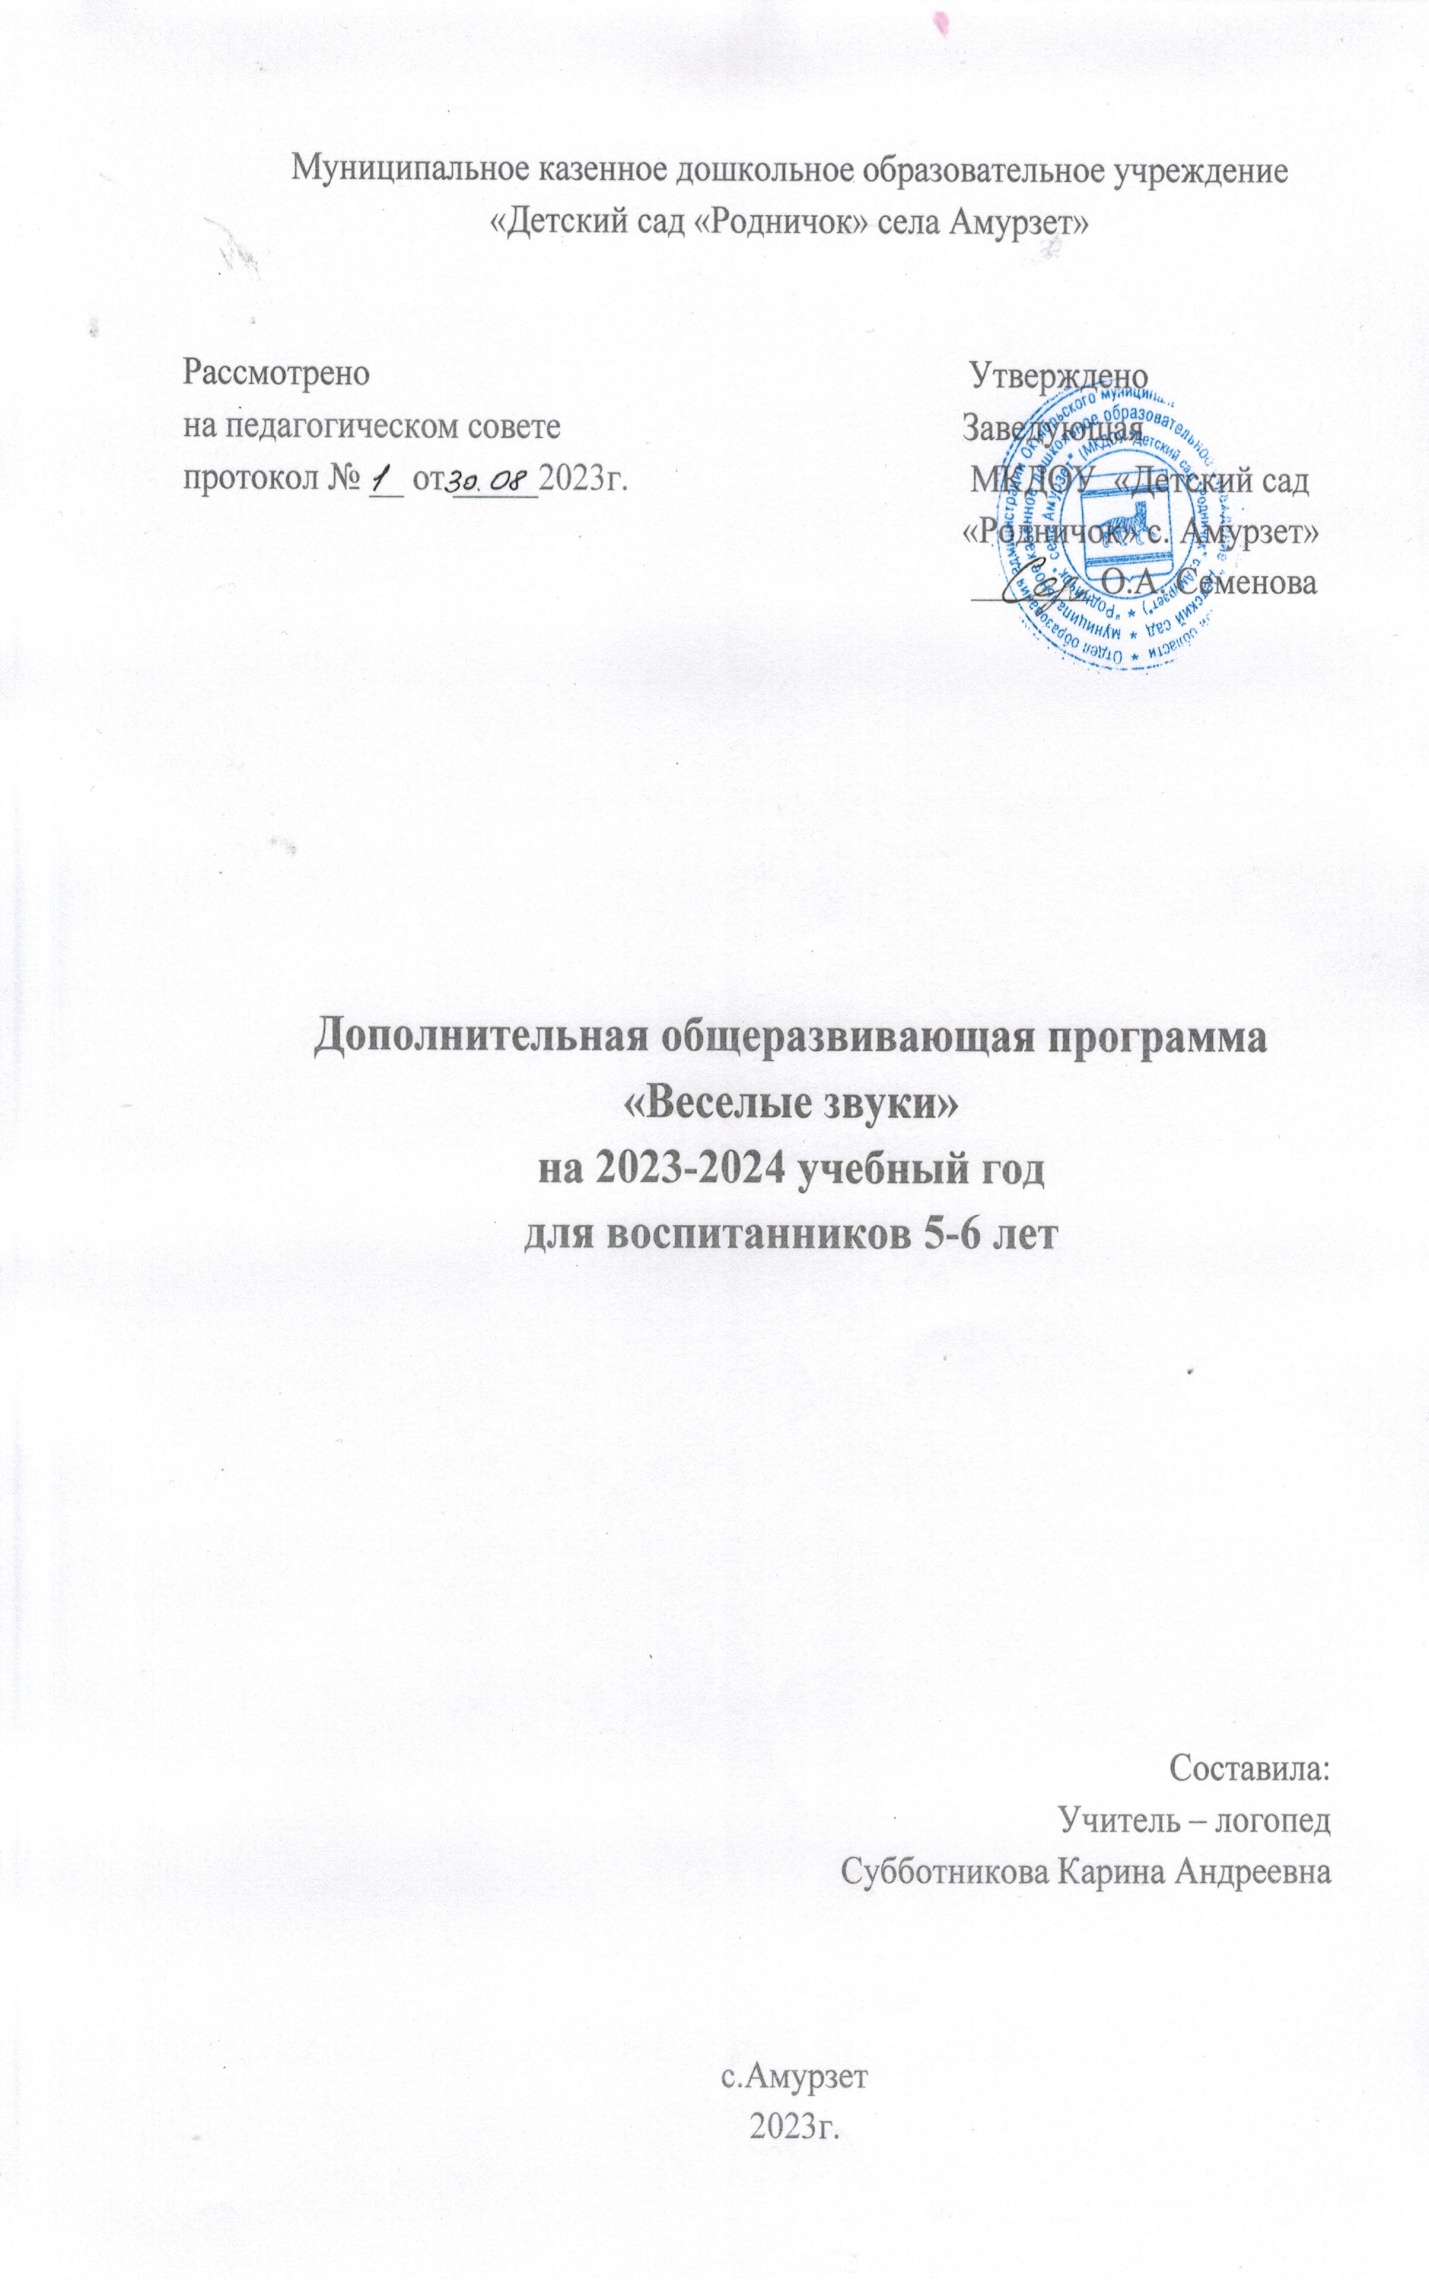 Муниципальное казенное дошкольное образовательное учреждение
«Детский сад «Родничок» села Амурзет»
Рассмотрено
на педагогическом совете
протокол № 1 от 30.08 2023г.
Утверждено
Заведующая
МКДОУ «Детский сад
«Родничок» с. Амурзет»
О.А. Семенова
Дополнительная общеразвивающая программа
«Веселые звуки»
на 2023-2024 учебный год
для воспитанников 5-6 лет
Составила:
Учитель – логопед
Субботникова Карина Андреевна
с.Амурзет
2023г.